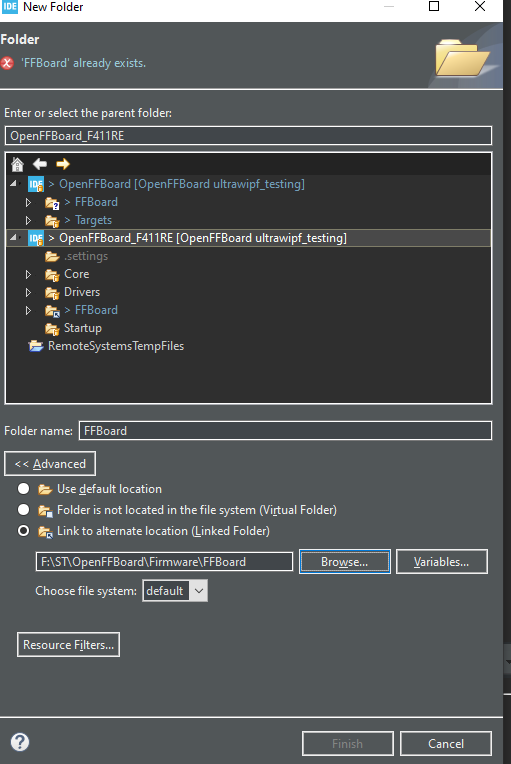 IDE New Folder
Folder
'FFBoard' already exists.
Enter or select the parent folder:
OpenFFBoard_F411RE
IDE > OpenFFBoard [OpenFFBoard ultrawipf_testing]
> FFBoard
> Targets
IDE > OpenFFBoard_F411RE [OpenFFBoard ultrawipf_testing]
.settings
Core
Drivers
> FFBoard
Startup
RemoteSystemsTempFiles
Folder name: FFBoard
<< Advanced
Use default location
Folder is not located in the file system (Virtual Folder)
Link to alternate location (Linked Folder)
F:\ST\OpenFFBoard\Firmware\FFBoard Browse... Variables...
Choose file system: default
Resource Filters...
? Finish Cancel